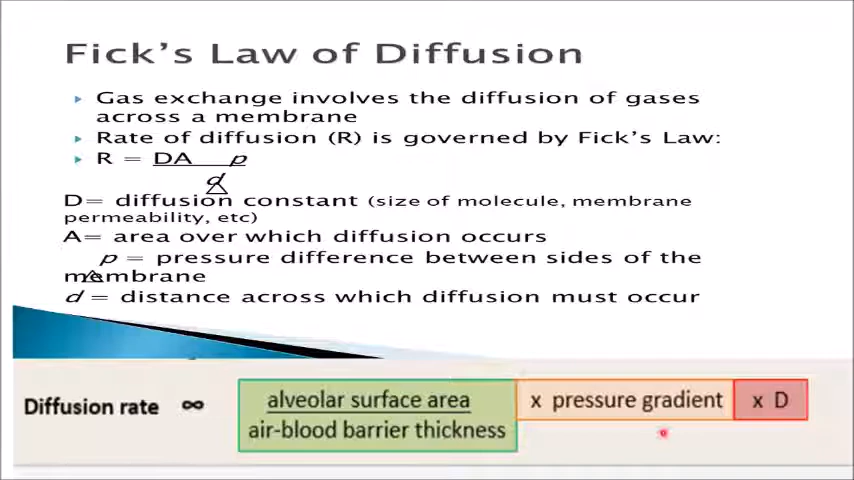 Fick's Law of Diffusion
Gas exchange involves the diffusion of gases
across a membrane
Rate of diffusion (R) is governed by Fick's Law:
R = DA p
d
△
D= diffusion constant (size of molecule, membrane
permeability, etc)
A= area over which diffusion occurs
p = pressure difference between sides of the
△
membrane
d = distance across which diffusion must occur
Diffusion rate ∞ alveolar surface area x pressure gradient x D
air-blood barrier thickness